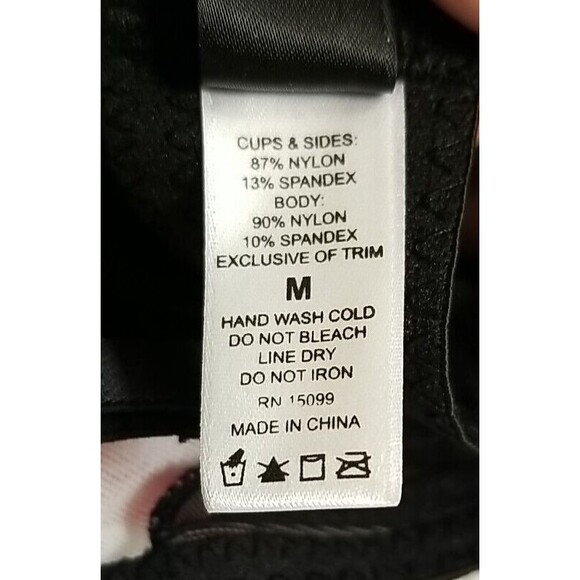 CUPS & SIDES:
87% NYLON
13% SPANDEX
BODY:
90% NYLON
10% SPANDEX
EXCLUSIVE OF TRIM
M
HAND WASH COLD
DO NOT BLEACH
LINE DRY
DO NOT IRON
RN 15099
MADE IN CHINA